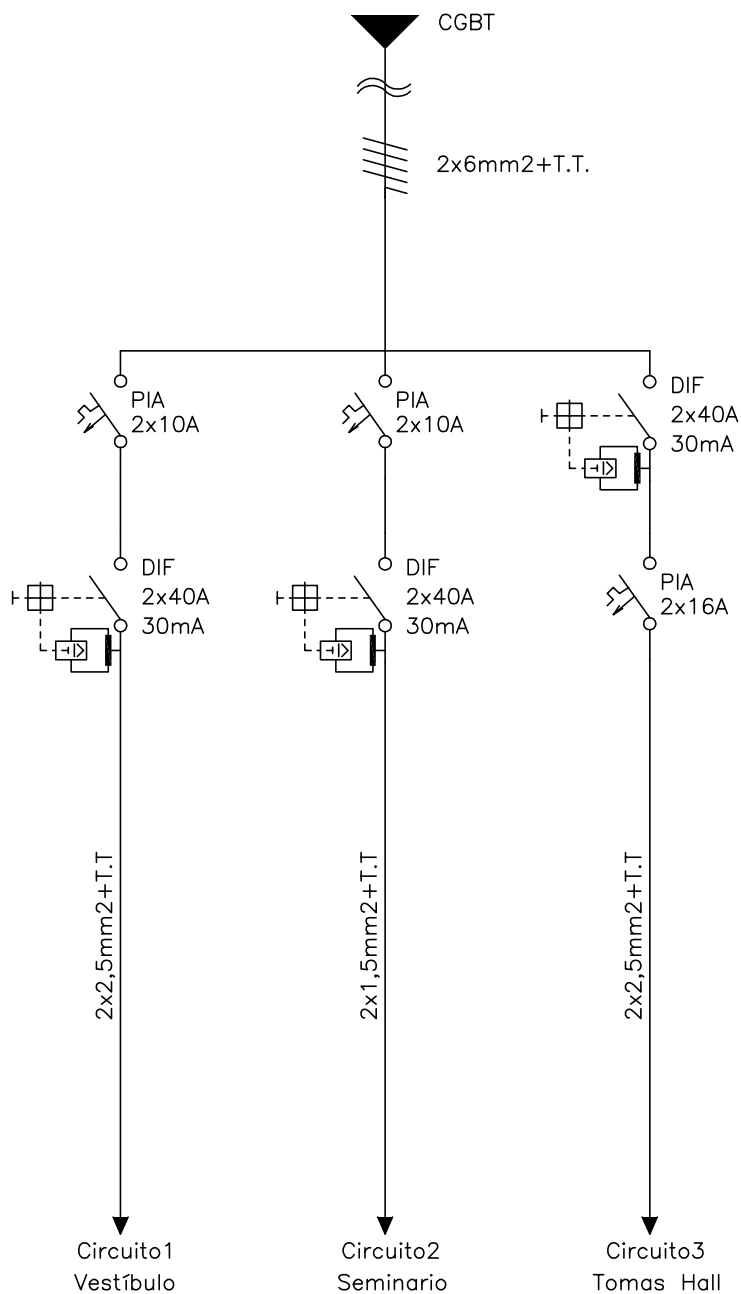 CGBT
2x6mm2+T.T.
PIA
2x10A
PIA
2x10A
DIF
2x40A
30mA
DIF
2x40A
30mA
DIF
2x40A
30mA
PIA
2x16A
2x2,5mm2+T.T
2x1,5mm2+T.T
2x2,5mm2+T.T
Circuito1
Vestíbulo
Circuito2
Seminario
Circuito3
Tomas Hall